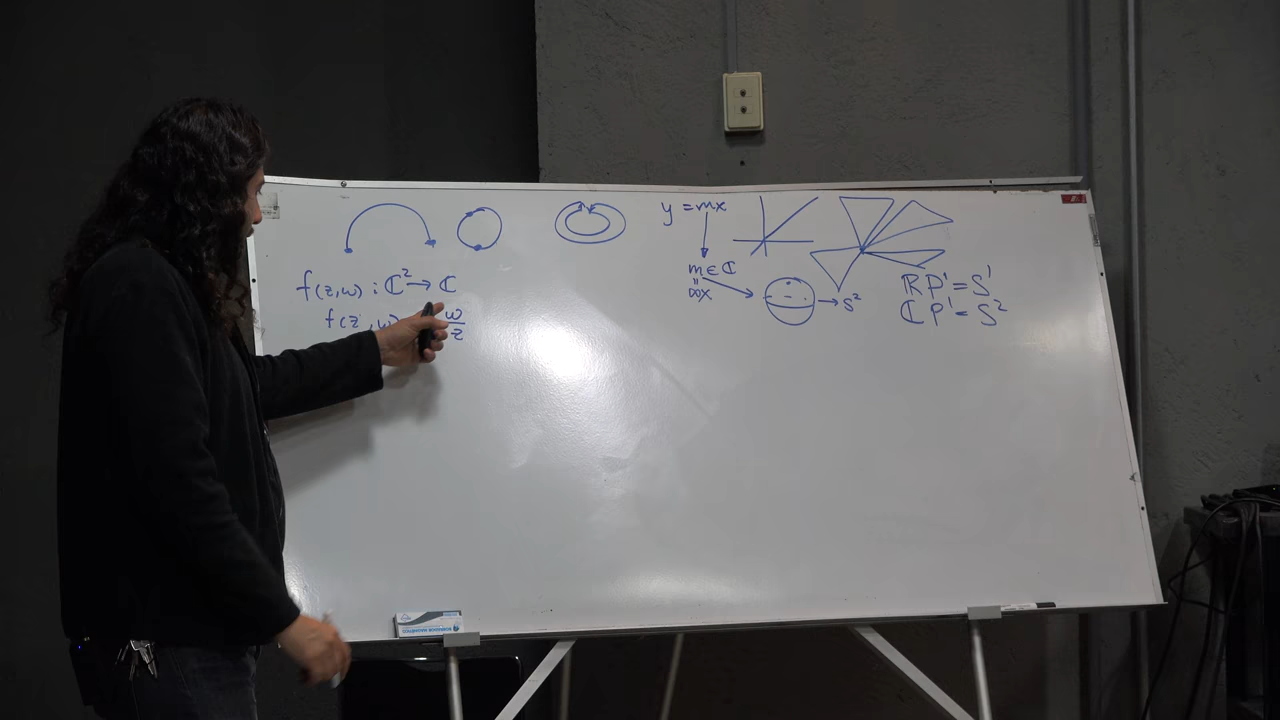 f(z,w) : ℂ² → ℂ
f(z, w) w/z
y = mx
m ∈ ℂ
=
∞
→ S²
RP¹ = S¹
ℂP¹ = S²